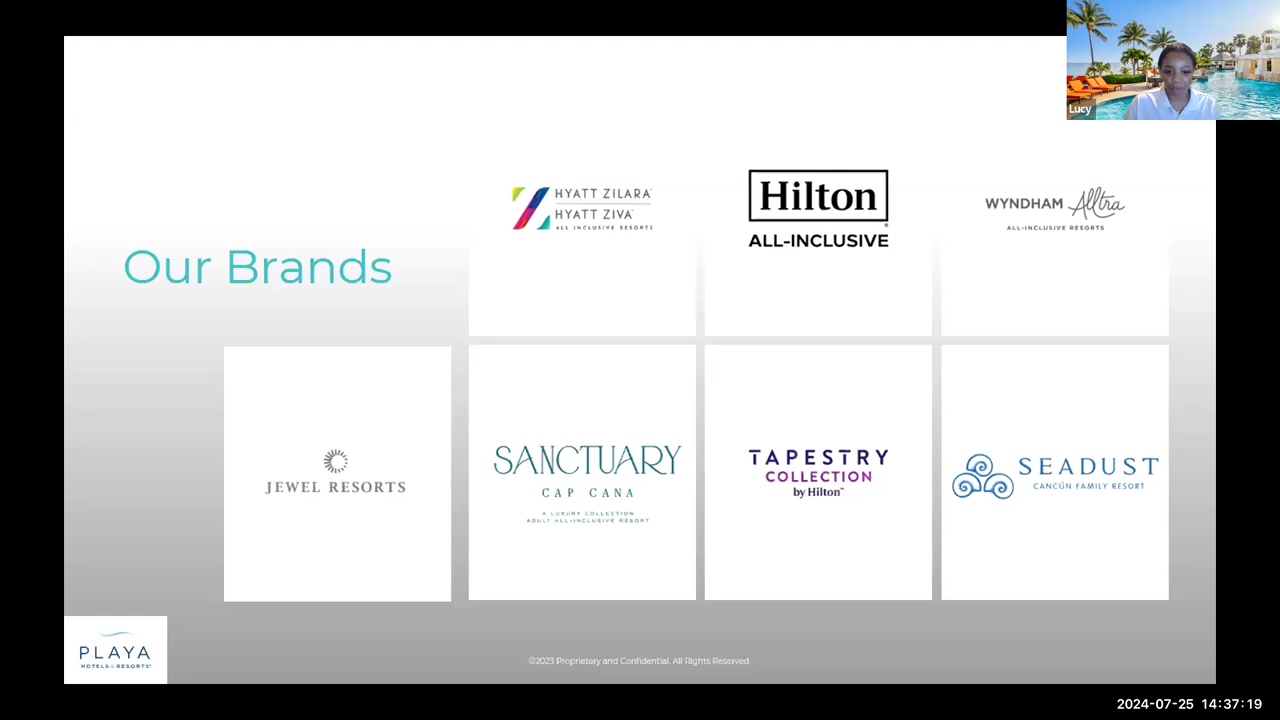 Lucy
HYATT ZILARA
HYATT ZIVA
ALL INCLUSIVE RESORTS
Hilton
ALL-INCLUSIVE
WYNDHAM Alltra
ALL-INCLUSIVE RESORTS
Our Brands
JEWEL RESORTS
SANCTUARY
CAP CANA
A LUXURY COLLECTION
ADULT ALL-INCLUSIVE RESORT
TAPESTRY
COLLECTION
by Hilton™
SEADUST
CANCÚN FAMILY RESORT
PLAYA
HOTELS & RESORTS®
©2023 Proprietary and Confidential. All Rights Reserved.
2024-07-25 14:37:19